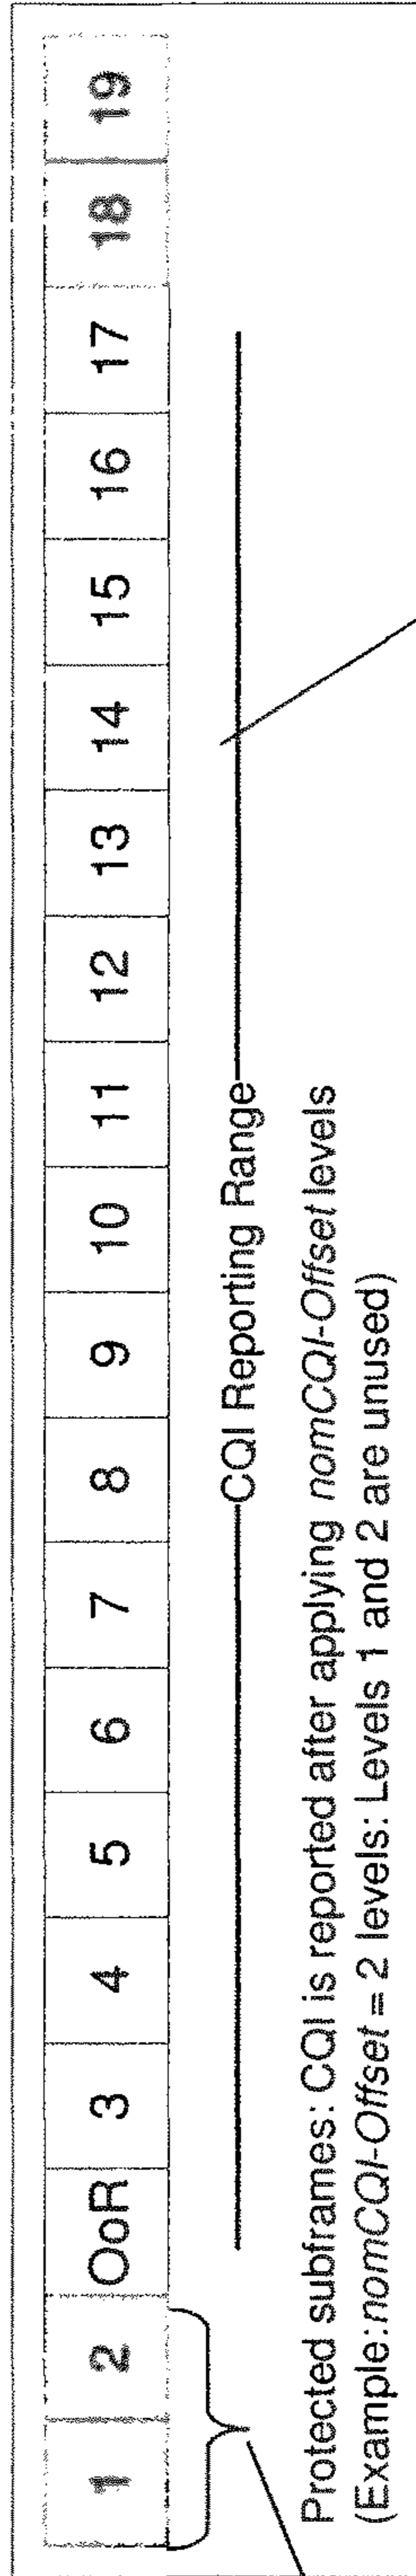 1 2 OoR 3 4 5 6 7 8 9 10 11 12 13 14 15 16 17 18 19
CQI Reporting Range
Protected subframes: CQI is reported after applying nomCQI-Offset levels
(Example:nomCQI-Offset = 2 levels: Levels 1 and 2 are unused)